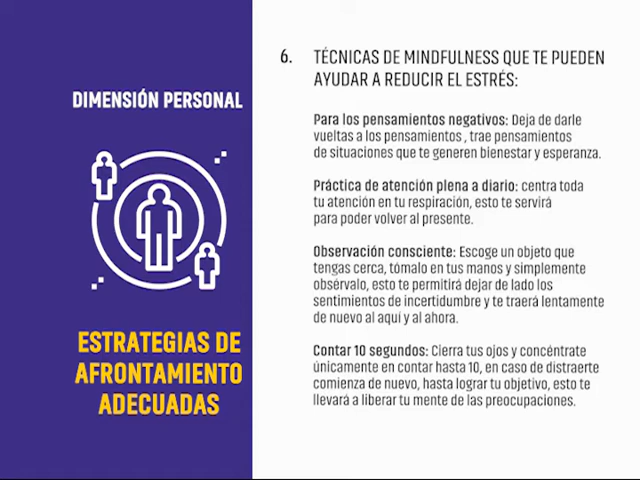 DIMENSIÓN PERSONAL
ESTRATEGIAS DE
AFRONTAMIENTO
ADECUADAS
6. TÉCNICAS DE MINDFULNESS QUE TE PUEDEN
AYUDAR A REDUCIR EL ESTRÉS:
Para los pensamientos negativos: Deja de darle
vueltas a los pensamientos , trae pensamientos
de situaciones que te generen bienestar y esperanza.
Práctica de atención plena a diario: centra toda
tu atención en tu respiración, esto te servirá
para poder volver al presente.
Observación consciente: Escoge un objeto que
tengas cerca, tómalo en tus manos y simplemente
obsérvalo, esto te permitirá dejar de lado los
sentimientos de incertidumbre y te traerá lentamente
de nuevo al aquí y al ahora.
Contar 10 segundos: Cierra tus ojos y concéntrate
únicamente en contar hasta 10, en caso de distraerte
comienza de nuevo, hasta lograr tu objetivo, esto te
llevará a liberar tu mente de las preocupaciones.